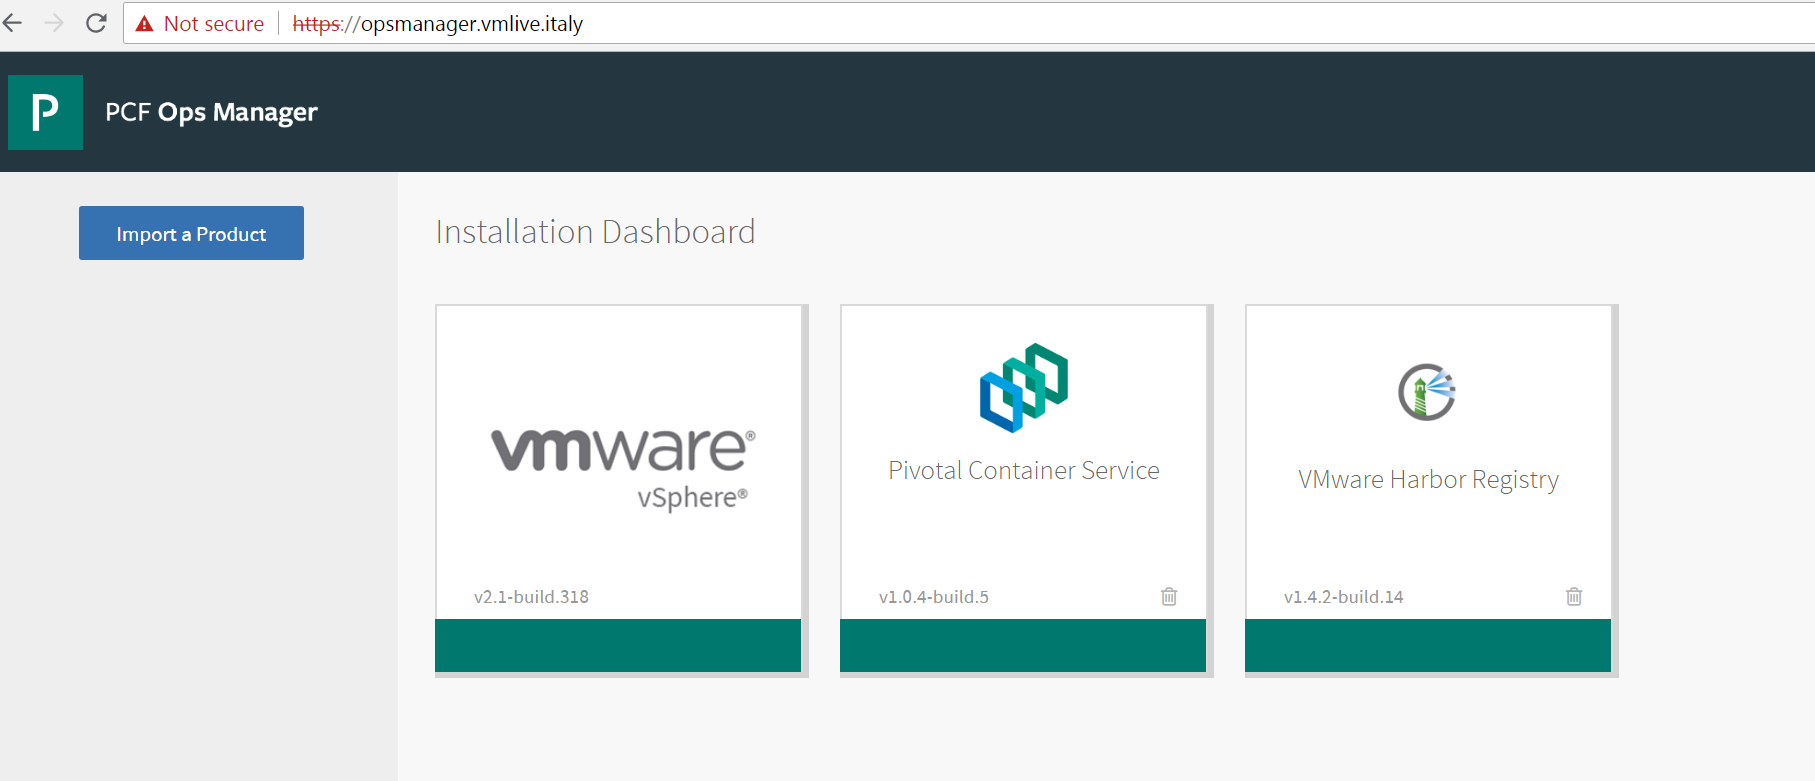 Not secure https://opsmanager.vmlive.italy
P PCF Ops Manager
Import a Product
Installation Dashboard
vmware®
vSphere®
v2.1-build.318
Pivotal Container Service
v1.0.4-build.5
VMware Harbor Registry
v1.4.2-build.14